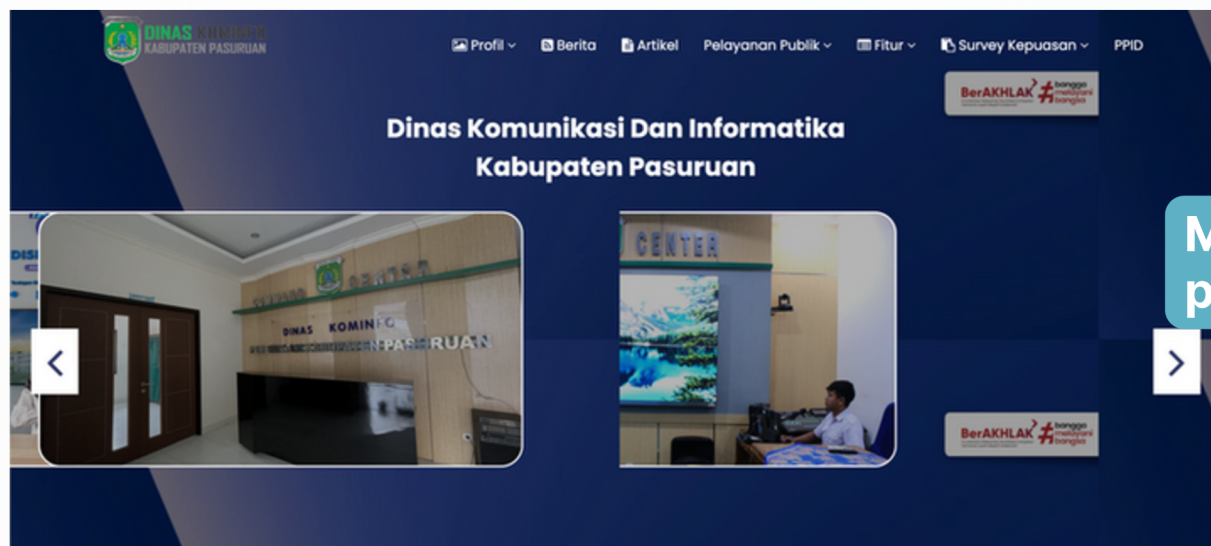 DINAS KOMINFO
KABUPATEN PASURUAN
Profil
Berita
Artikel
Pelayanan Publik
Fitur
Survey Kepuasan
PPID
BerAKHLAK
#bangga
melayani
bangsa
Dinas Komunikasi Dan Informatika
Kabupaten Pasuruan
CENTER
DINAS KOMINFO
M
p
BerAKHLAK
#bangga
melayani
bangsa